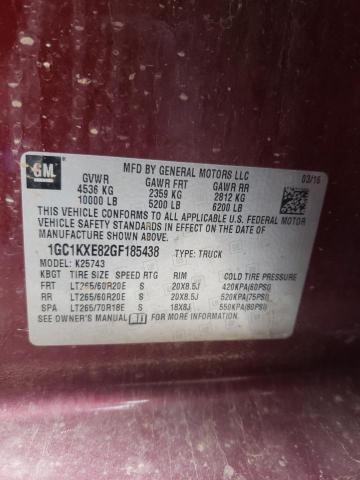 GM
MFD BY GENERAL MOTORS LLC 03/16
GVWR GAWR FRT GAWR RR
4536 KG 2359 KG 2812 KG
10000 LB 5200 LB 6200 LB
THIS VEHICLE CONFORMS TO ALL APPLICABLE U.S. FEDERAL MOTOR
VEHICLE SAFETY STANDARDS IN EFFECT ON THE DATE OF
MANUFACTURE SHOWN ABOVE.
1GC1KXE82GF185438 TYPE: TRUCK
MODEL: K25743
KBGT TIRE SIZE SPEED RTG RIM COLD TIRE PRESSURE
FRT LT265/60R20E S 20X8.5J 420KPA(60PSI)
RR LT265/60R20E S 20X8.5J 520KPA(75PSI)
SPA LT265/70R18E S 18X8J 550KPA(80PSI)
SEE OWNER'S MANUAL FOR MORE INFORMATION